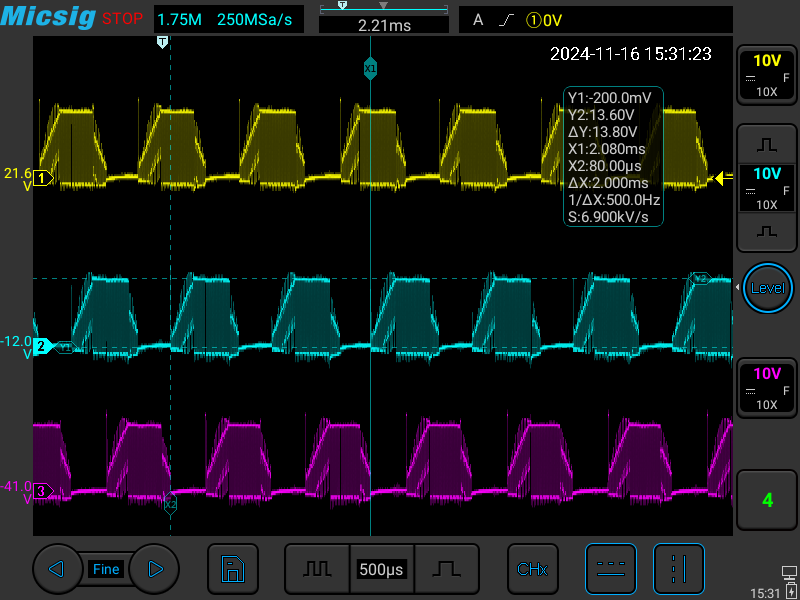 Micsig STOP 1.75M 250MSa/s T 2.21ms A ①0V
T 2024-11-16 15:31:23
X1
10V
F
10X
Y1:-200.0mV
Y2:13.60V
ΔY:13.80V
X1:2.080ms
X2:80.00μs
ΔX:2.000ms
1/ΔX:500.0Hz
S:6.900kV/s
21.6
V
1
10V
F
10X
Y2
Level
-12.0
V
2
Y1
10V
F
10X
-41.0
V
3
X2
4
Fine 500μs CHx
15:31